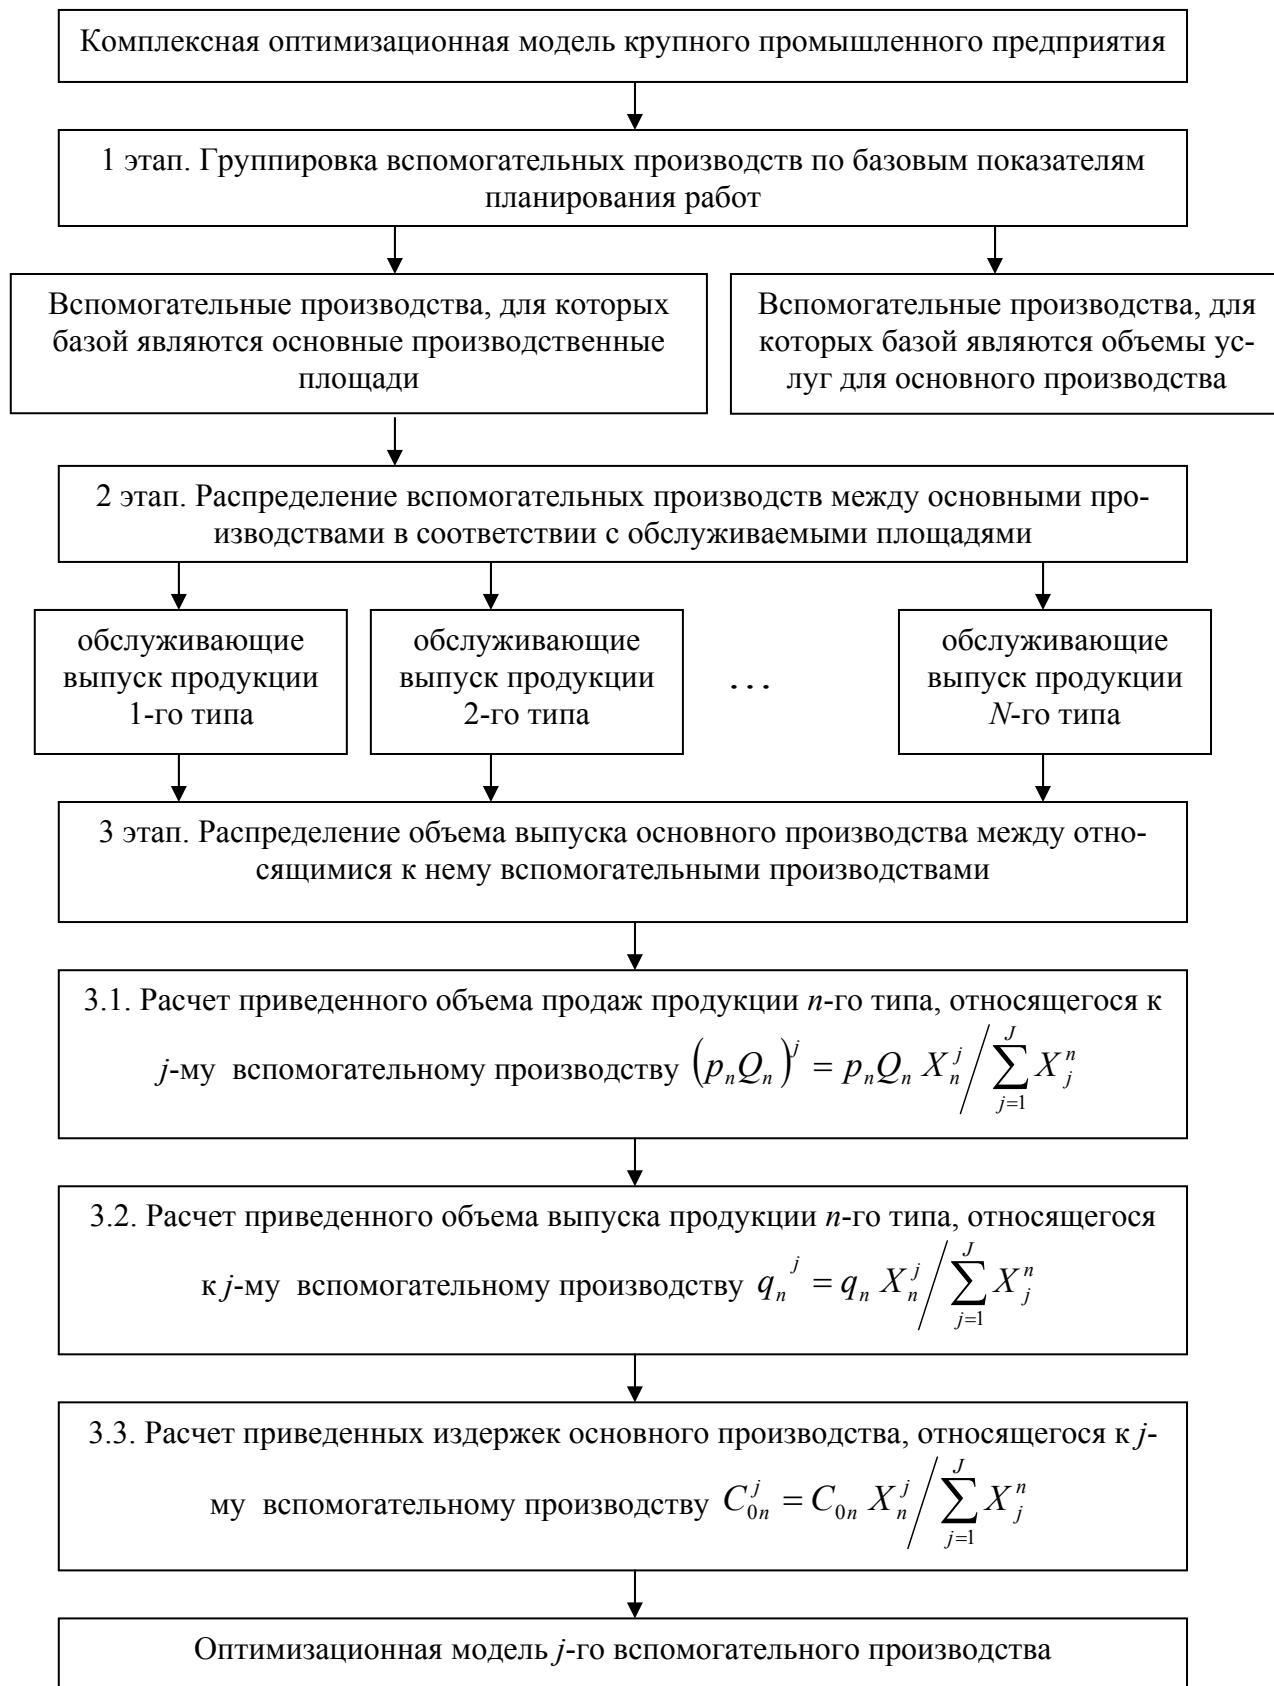 Комплексная оптимизационная модель крупного промышленного предприятия
1 этап. Группировка вспомогательных производств по базовым показателям
планирования работ
Вспомогательные производства, для которых
базой являются основные производственные
площади
Вспомогательные производства, для
которых базой являются объемы ус-
луг для основного производства
2 этап. Распределение вспомогательных производств между основными про-
изводствами в соответствии с обслуживаемыми площадями
обслуживающие
выпуск продукции
1-го типа
обслуживающие
выпуск продукции
2-го типа
...
обслуживающие
выпуск продукции
N-го типа
3 этап. Распределение объема выпуска основного производства между отно-
сящимися к нему вспомогательными производствами
3.1. Расчет приведенного объема продаж продукции n-го типа, относящегося к
j-му вспомогательному производству $(p_n Q_n)^j = p_n Q_n X_n^j / \sum_{j=1}^{J} X_j^n$
3.2. Расчет приведенного объема выпуска продукции n-го типа, относящегося
к j-му вспомогательному производству $q_n^j = q_n X_n^j / \sum_{j=1}^{J} X_j^n$
3.3. Расчет приведенных издержек основного производства, относящегося к j-
му вспомогательному производству $C_{0n}^j = C_{0n} X_n^j / \sum_{j=1}^{J} X_j^n$
Оптимизационная модель j-го вспомогательного производства